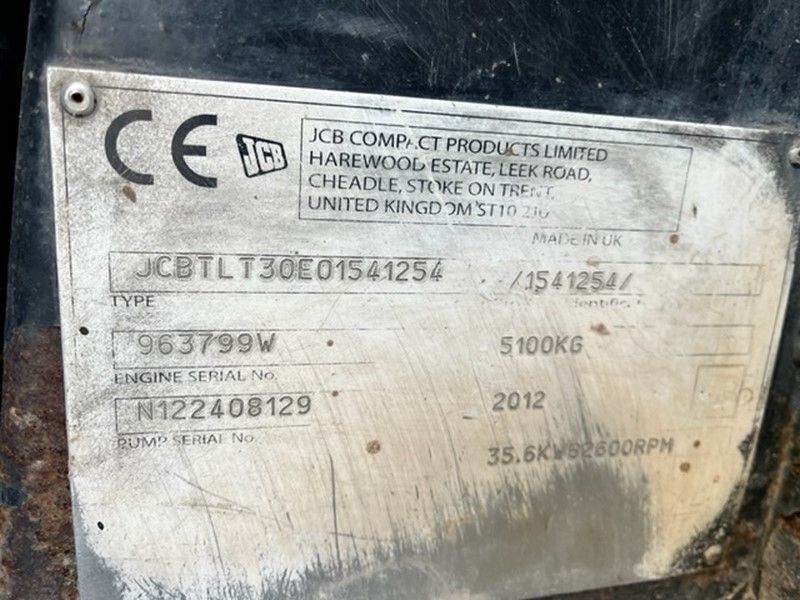 CE JCB
JCB COMPACT PRODUCTS LIMITED
HAREWOOD ESTATE, LEEK ROAD,
CHEADLE, STOKE ON TRENT,
UNITED KINGDOM ST10
MADE IN UK
JCBTLT30E01541254 /1541254/
TYPE
963799W 5100KG
ENGINE SERIAL No.
N122408129 2012
PUMP SERIAL No.
35.6KW